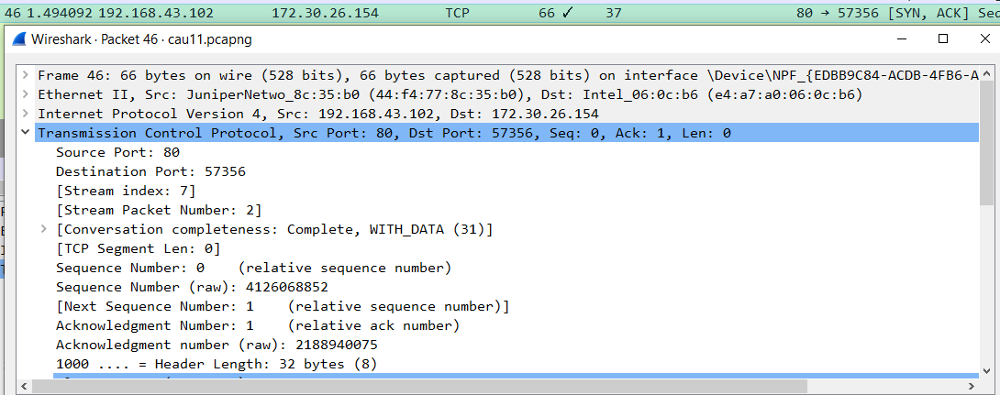 46 1.494092 192.168.43.102 172.30.26.154 TCP 66 ✓ 37 80 → 57356 [SYN, ACK] Seq
Wireshark · Packet 46 · cau11.pcapng
Frame 46: 66 bytes on wire (528 bits), 66 bytes captured (528 bits) on interface \Device\NPF_{EDBB9C84-ACDB-4FB6-A
Ethernet II, Src: JuniperNetwo_8c:35:b0 (44:f4:77:8c:35:b0), Dst: Intel_06:0c:b6 (e4:a7:a0:06:0c:b6)
Internet Protocol Version 4, Src: 192.168.43.102, Dst: 172.30.26.154
Transmission Control Protocol, Src Port: 80, Dst Port: 57356, Seq: 0, Ack: 1, Len: 0
Source Port: 80
Destination Port: 57356
[Stream index: 7]
[Stream Packet Number: 2]
[Conversation completeness: Complete, WITH_DATA (31)]
[TCP Segment Len: 0]
Sequence Number: 0 (relative sequence number)
Sequence Number (raw): 4126068852
[Next Sequence Number: 1 (relative sequence number)]
Acknowledgment Number: 1 (relative ack number)
Acknowledgment number (raw): 2188940075
1000 .... = Header Length: 32 bytes (8)